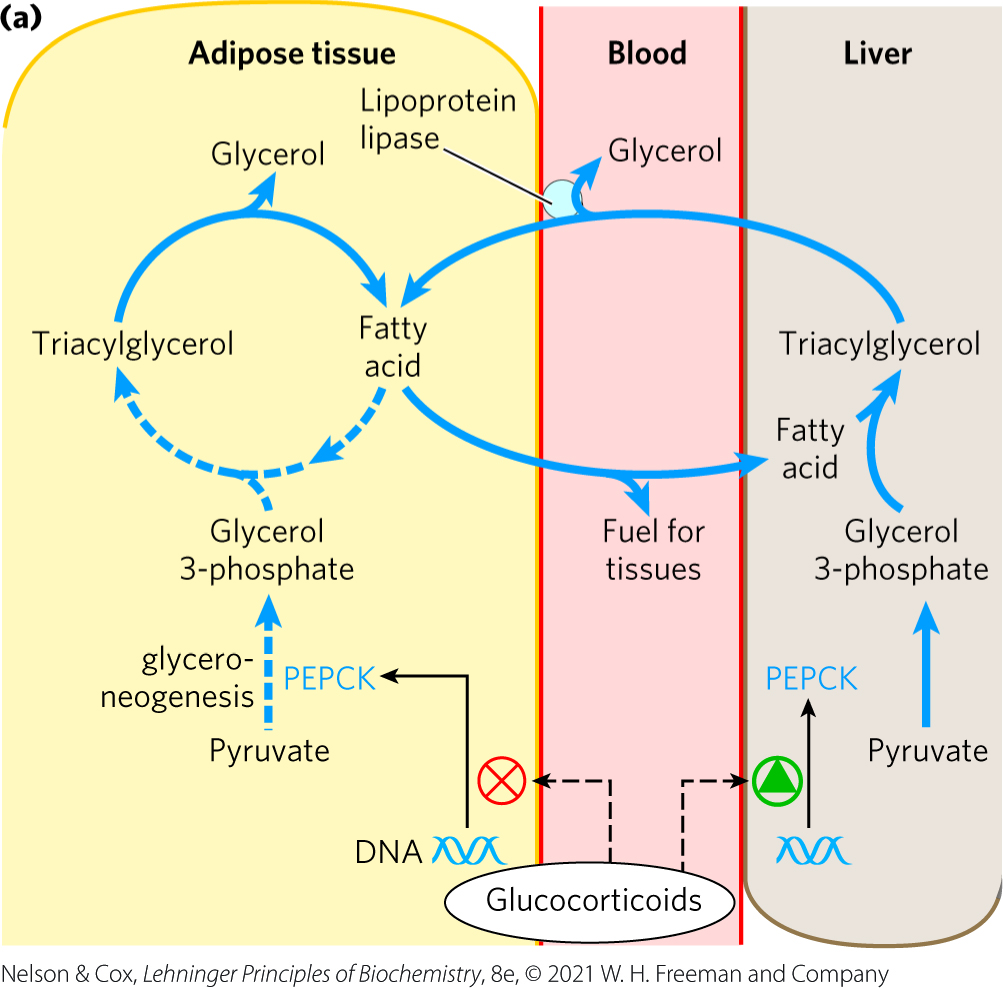 (a)
Adipose tissue
Blood
Liver
Lipoprotein
lipase
Glycerol
Glycerol
Triacylglycerol
Fatty
acid
Triacylglycerol
Fatty
acid
Glycerol
3-phosphate
Fuel for
tissues
Glycerol
3-phosphate
glycero-
neogenesis
PEPCK
PEPCK
Pyruvate
Pyruvate
DNA
Glucocorticoids
Nelson & Cox, Lehninger Principles of Biochemistry, 8e, © 2021 W. H. Freeman and Company